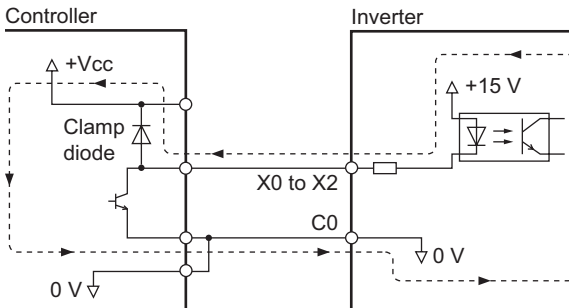 Controller
Inverter
+Vcc
+15 V
Clamp
diode
X0 to X2
C0
0 V
0 V